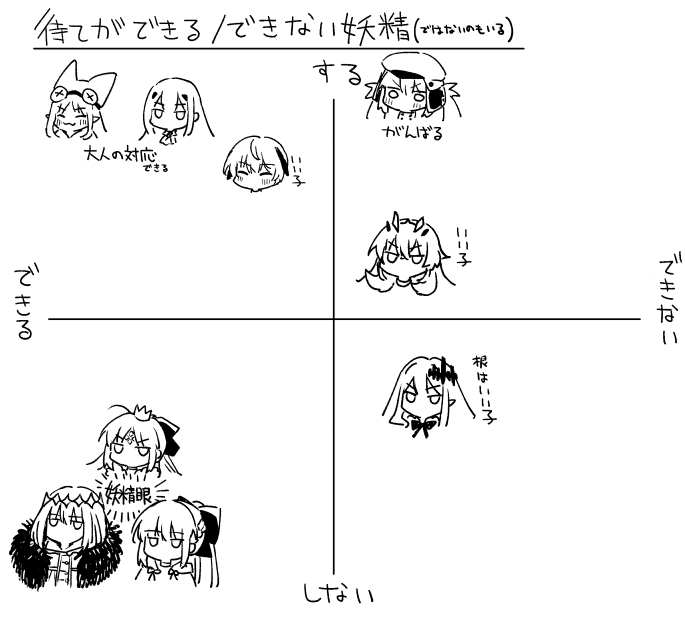 待てができる/できない妖精(ではないのもいる)
する
がんばる
大人の対応
できる
いい子
いい子
できる
できない
根はいい子
妖精眼
しない